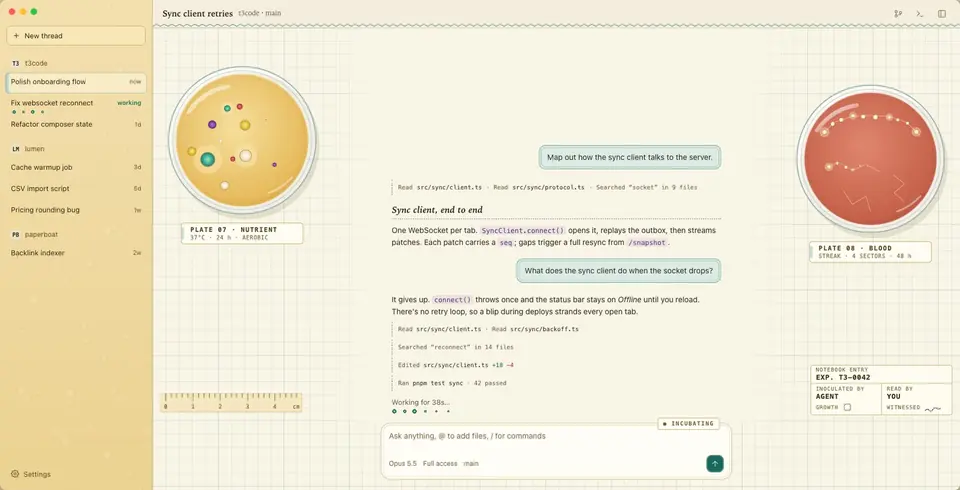 Sync client retries t3code · main
+ New thread
T3 t3code
Polish onboarding flow now
Fix websocket reconnect working
Refactor composer state 1d
LM lumen
Cache warmup job 3d
CSV import script 6d
Pricing rounding bug 1w
PB paperboat
Backlink indexer 2w
Settings
PLATE 07 · NUTRIENT
37°C · 24 h · AEROBIC
0 1 2 3 4 cm
Map out how the sync client talks to the server.
Read src/sync/client.ts · Read src/sync/protocol.ts · Searched “socket” in 9 files
Sync client, end to end
One WebSocket per tab. SyncClient.connect() opens it, replays the outbox, then streams
patches. Each patch carries a seq; gaps trigger a full resync from /snapshot.
What does the sync client do when the socket drops?
It gives up. connect() throws once and the status bar stays on Offline until you reload.
There's no retry loop, so a blip during deploys strands every open tab.
Read src/sync/client.ts · Read src/sync/backoff.ts
Searched “reconnect” in 14 files
Edited src/sync/client.ts +18 −4
Ran pnpm test sync · 42 passed
Working for 38s...
INCUBATING
Ask anything, @ to add files, / for commands
Opus 5.5 Full access main
PLATE 08 · BLOOD
STREAK · 4 SECTORS · 48 h
NOTEBOOK ENTRY
EXP. T3-0042
INOCULATED BY READ BY
AGENT YOU
GROWTH WITNESSED